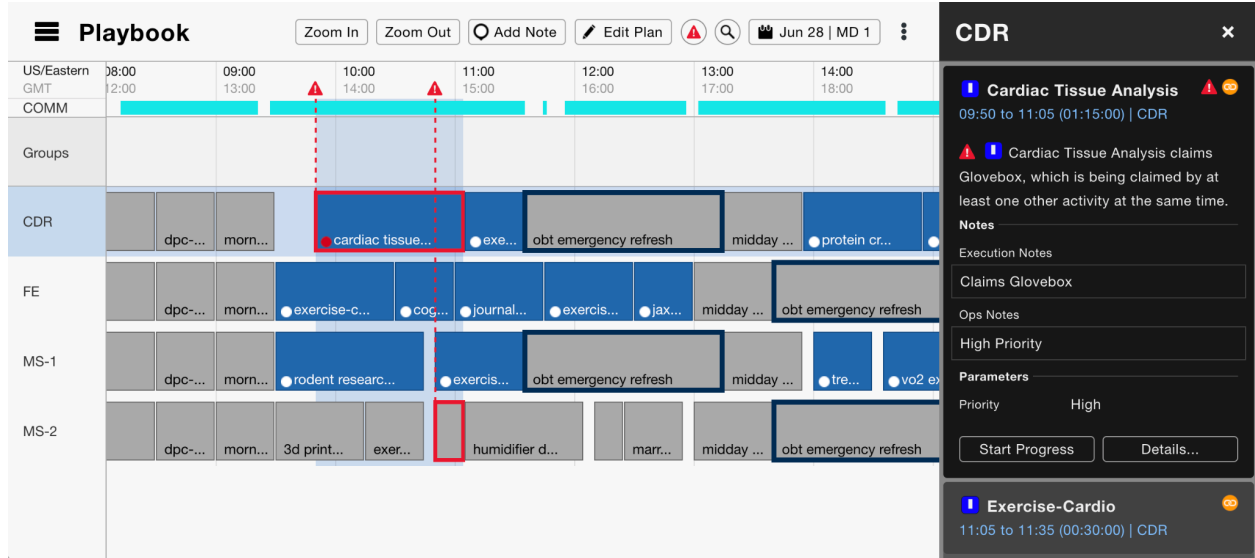 Playbook
Zoom In
Zoom Out
Add Note
Edit Plan
Jun 28 | MD 1
US/Eastern 08:00 09:00 10:00 11:00 12:00 13:00 14:00
GMT 12:00 13:00 14:00 15:00 16:00 17:00 18:00
COMM
Groups
CDR
dpc-... morn... cardiac tissue... exe... obt emergency refresh midday ... protein cr...
FE
dpc-... morn... exercise-c... cog... journal... exercis... jax... midday ... obt emergency refresh
MS-1
dpc-... morn... rodent researc... exercis... obt emergency refresh midday ... tre... vo2 ex
MS-2
dpc-... morn... 3d print... exer... humidifier d... marr... midday ... obt emergency refresh
CDR ×
Cardiac Tissue Analysis
09:50 to 11:05 (01:15:00) | CDR
Cardiac Tissue Analysis claims
Glovebox, which is being claimed by at
least one other activity at the same time.
Notes
Execution Notes
Claims Glovebox
Ops Notes
High Priority
Parameters
Priority High
Start Progress
Details...
Exercise-Cardio
11:05 to 11:35 (00:30:00) | CDR